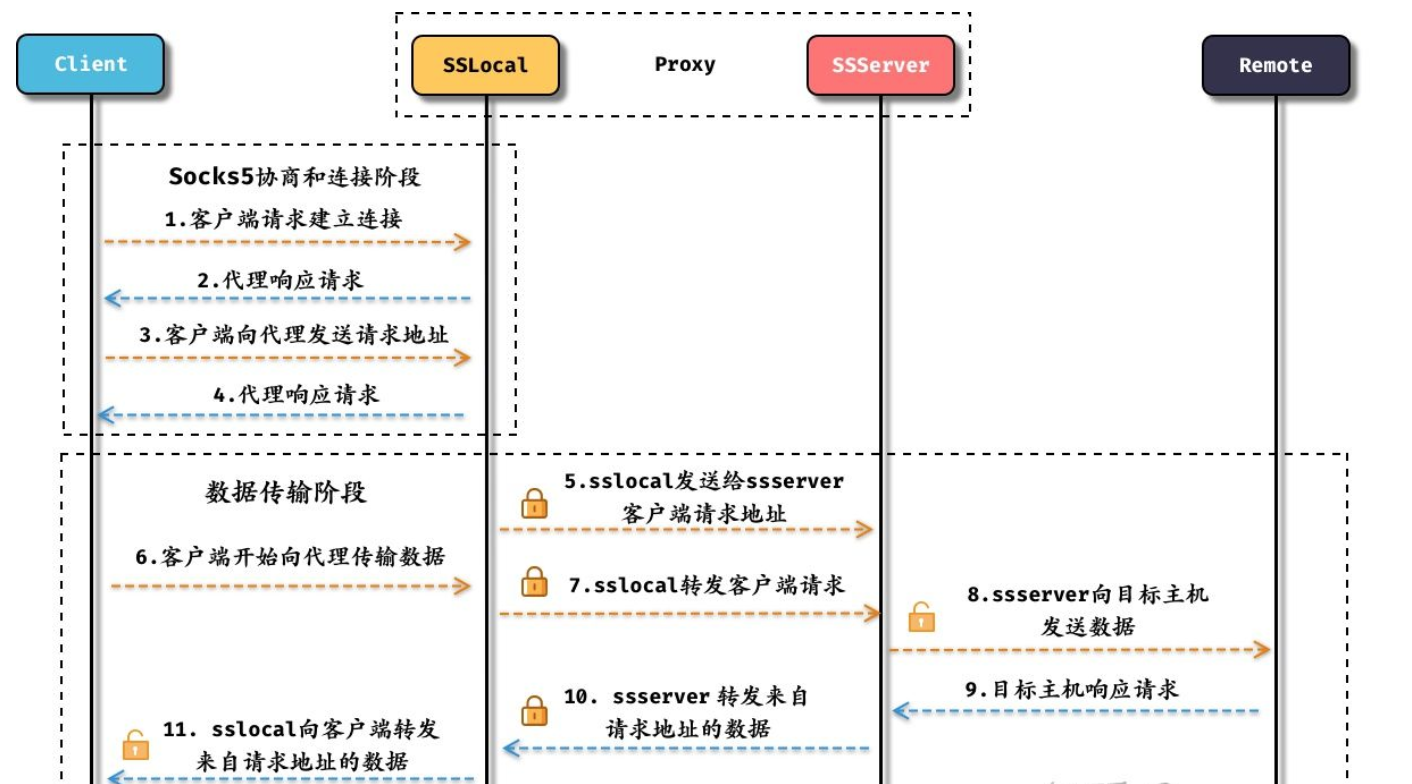 Client
SSLocal
Proxy
SSServer
Remote
Socks5协商和连接阶段
1.客户端请求建立连接
2.代理响应请求
3.客户端向代理发送请求地址
4.代理响应请求
数据传输阶段
5.sslocal发送给ssserver
客户端请求地址
6.客户端开始向代理传输数据
7.sslocal转发客户端请求
8.ssserver向目标主机
发送数据
9.目标主机响应请求
10. ssserver 转发来自
请求地址的数据
11. sslocal向客户端转发
来自请求地址的数据